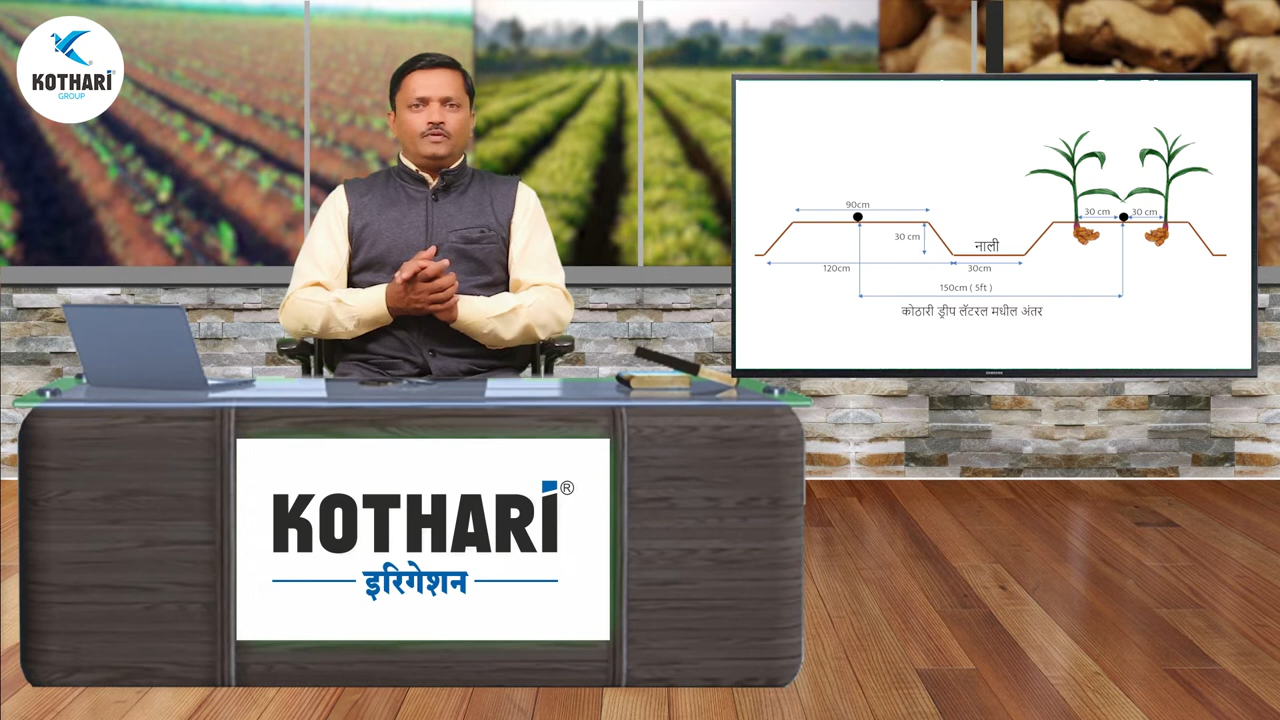 KOTHARI®
GROUP
90cm
30 cm
30 cm
30 cm
नाली
120cm
30cm
150cm ( 5ft )
कोठारी ड्रीप लॅटरल मधील अंतर
SAMSUNG
KOTHARI®
इरिगेशन